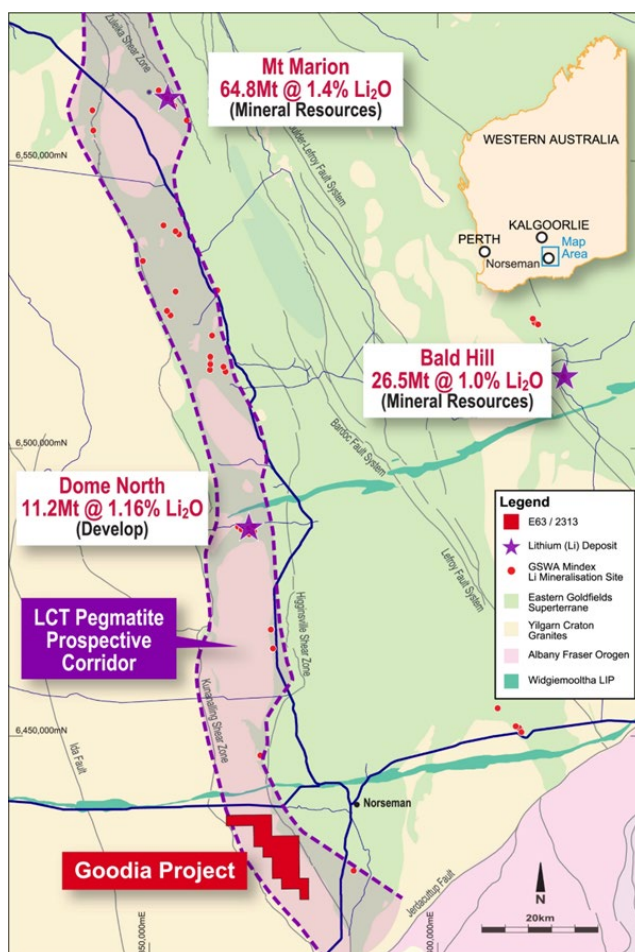 Zuleika Shear Zone
Mt Marion
64.8Mt @ 1.4% Li₂O
(Mineral Resources)
6,550,000mN
Boulder-Lefroy Fault System
WESTERN AUSTRALIA
KALGOORLIE
PERTH
Map
Area
Norseman
Bald Hill
26.5Mt @ 1.0% Li₂O
(Mineral Resources)
Bardoc Fault System
6,500,000mN
Dome North
11.2Mt @ 1.16% Li₂O
(Develop)
Lefroy Fault System
Legend
E63 / 2313
Lithium (Li) Deposit
GSWA Mindex
Li Mineralisation Site
Eastern Goldfields
Superterrane
Yilgarn Craton
Granites
Albany Fraser Orogen
Widgiemooltha LIP
LCT Pegmatite
Prospective
Corridor
Higginsville Shear Zone
Kunanalling Shear Zone
Ida Fault
6,450,000mN
Norseman
Goodia Project
Jerdacuttup Fault
N
20km